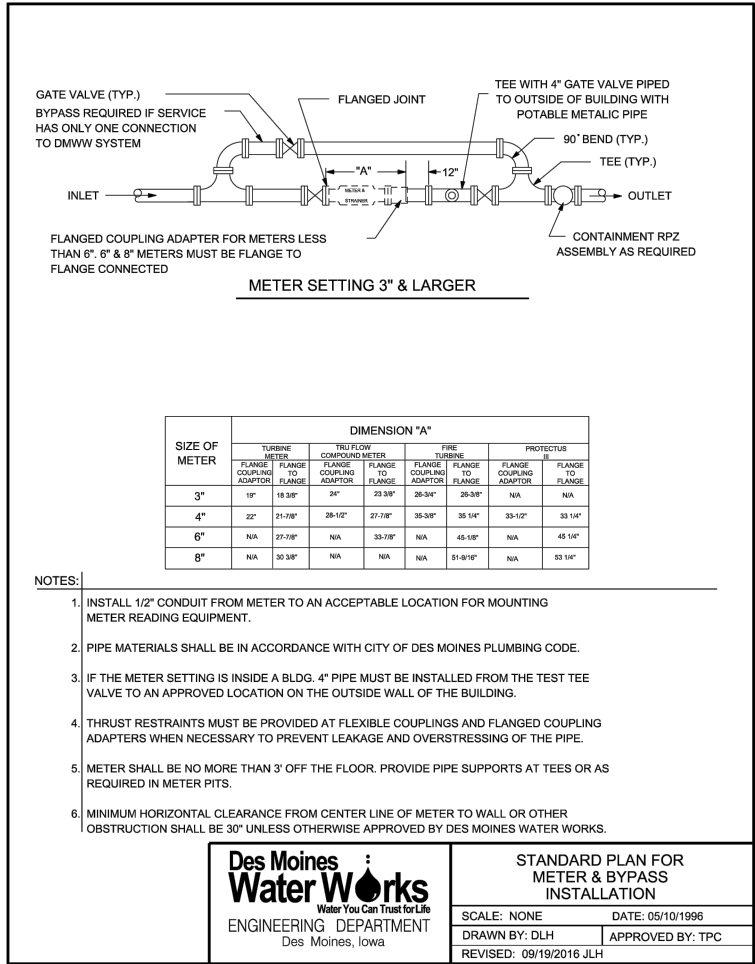 GATE VALVE (TYP.)
BYPASS REQUIRED IF SERVICE
HAS ONLY ONE CONNECTION
TO DMWW SYSTEM
FLANGED JOINT
TEE WITH 4" GATE VALVE PIPED
TO OUTSIDE OF BUILDING WITH
POTABLE METALIC PIPE
90° BEND (TYP.)
TEE (TYP.)
"A"
12"
INLET
METER &
STRAINER
OUTLET
FLANGED COUPLING ADAPTER FOR METERS LESS
THAN 6". 6" & 8" METERS MUST BE FLANGE TO
FLANGE CONNECTED
CONTAINMENT RPZ
ASSEMBLY AS REQUIRED
METER SETTING 3" & LARGER
SIZE OF
METER
DIMENSION "A"
TURBINE
METER
TRU FLOW
COMPOUND METER
FIRE
TURBINE
PROTECTUS
III
FLANGE
COUPLING
ADAPTOR
FLANGE
TO
FLANGE
FLANGE
COUPLING
ADAPTOR
FLANGE
TO
FLANGE
FLANGE
COUPLING
ADAPTOR
FLANGE
TO
FLANGE
FLANGE
COUPLING
ADAPTOR
FLANGE
TO
FLANGE
3" 19" 18 3/8" 24" 23 3/8" 26-3/4" 26-3/8" N/A N/A
4" 22" 21-7/8" 28-1/2" 27-7/8" 35-3/8" 35 1/4" 33-1/2" 33 1/4"
6" N/A 27-7/8" N/A 33-7/8" N/A 45-1/8" N/A 45 1/4"
8" N/A 30 3/8" N/A N/A N/A 51-9/16" N/A 53 1/4"
NOTES:
1. INSTALL 1/2" CONDUIT FROM METER TO AN ACCEPTABLE LOCATION FOR MOUNTING
METER READING EQUIPMENT.
2. PIPE MATERIALS SHALL BE IN ACCORDANCE WITH CITY OF DES MOINES PLUMBING CODE.
3. IF THE METER SETTING IS INSIDE A BLDG. 4" PIPE MUST BE INSTALLED FROM THE TEST TEE
VALVE TO AN APPROVED LOCATION ON THE OUTSIDE WALL OF THE BUILDING.
4. THRUST RESTRAINTS MUST BE PROVIDED AT FLEXIBLE COUPLINGS AND FLANGED COUPLING
ADAPTERS WHEN NECESSARY TO PREVENT LEAKAGE AND OVERSTRESSING OF THE PIPE.
5. METER SHALL BE NO MORE THAN 3' OFF THE FLOOR. PROVIDE PIPE SUPPORTS AT TEES OR AS
REQUIRED IN METER PITS.
6. MINIMUM HORIZONTAL CLEARANCE FROM CENTER LINE OF METER TO WALL OR OTHER
OBSTRUCTION SHALL BE 30" UNLESS OTHERWISE APPROVED BY DES MOINES WATER WORKS.
Des Moines
Water Works
Water You Can Trust for Life
ENGINEERING DEPARTMENT
Des Moines, Iowa
STANDARD PLAN FOR
METER & BYPASS
INSTALLATION
SCALE: NONE DATE: 05/10/1996
DRAWN BY: DLH APPROVED BY: TPC
REVISED: 09/19/2016 JLH